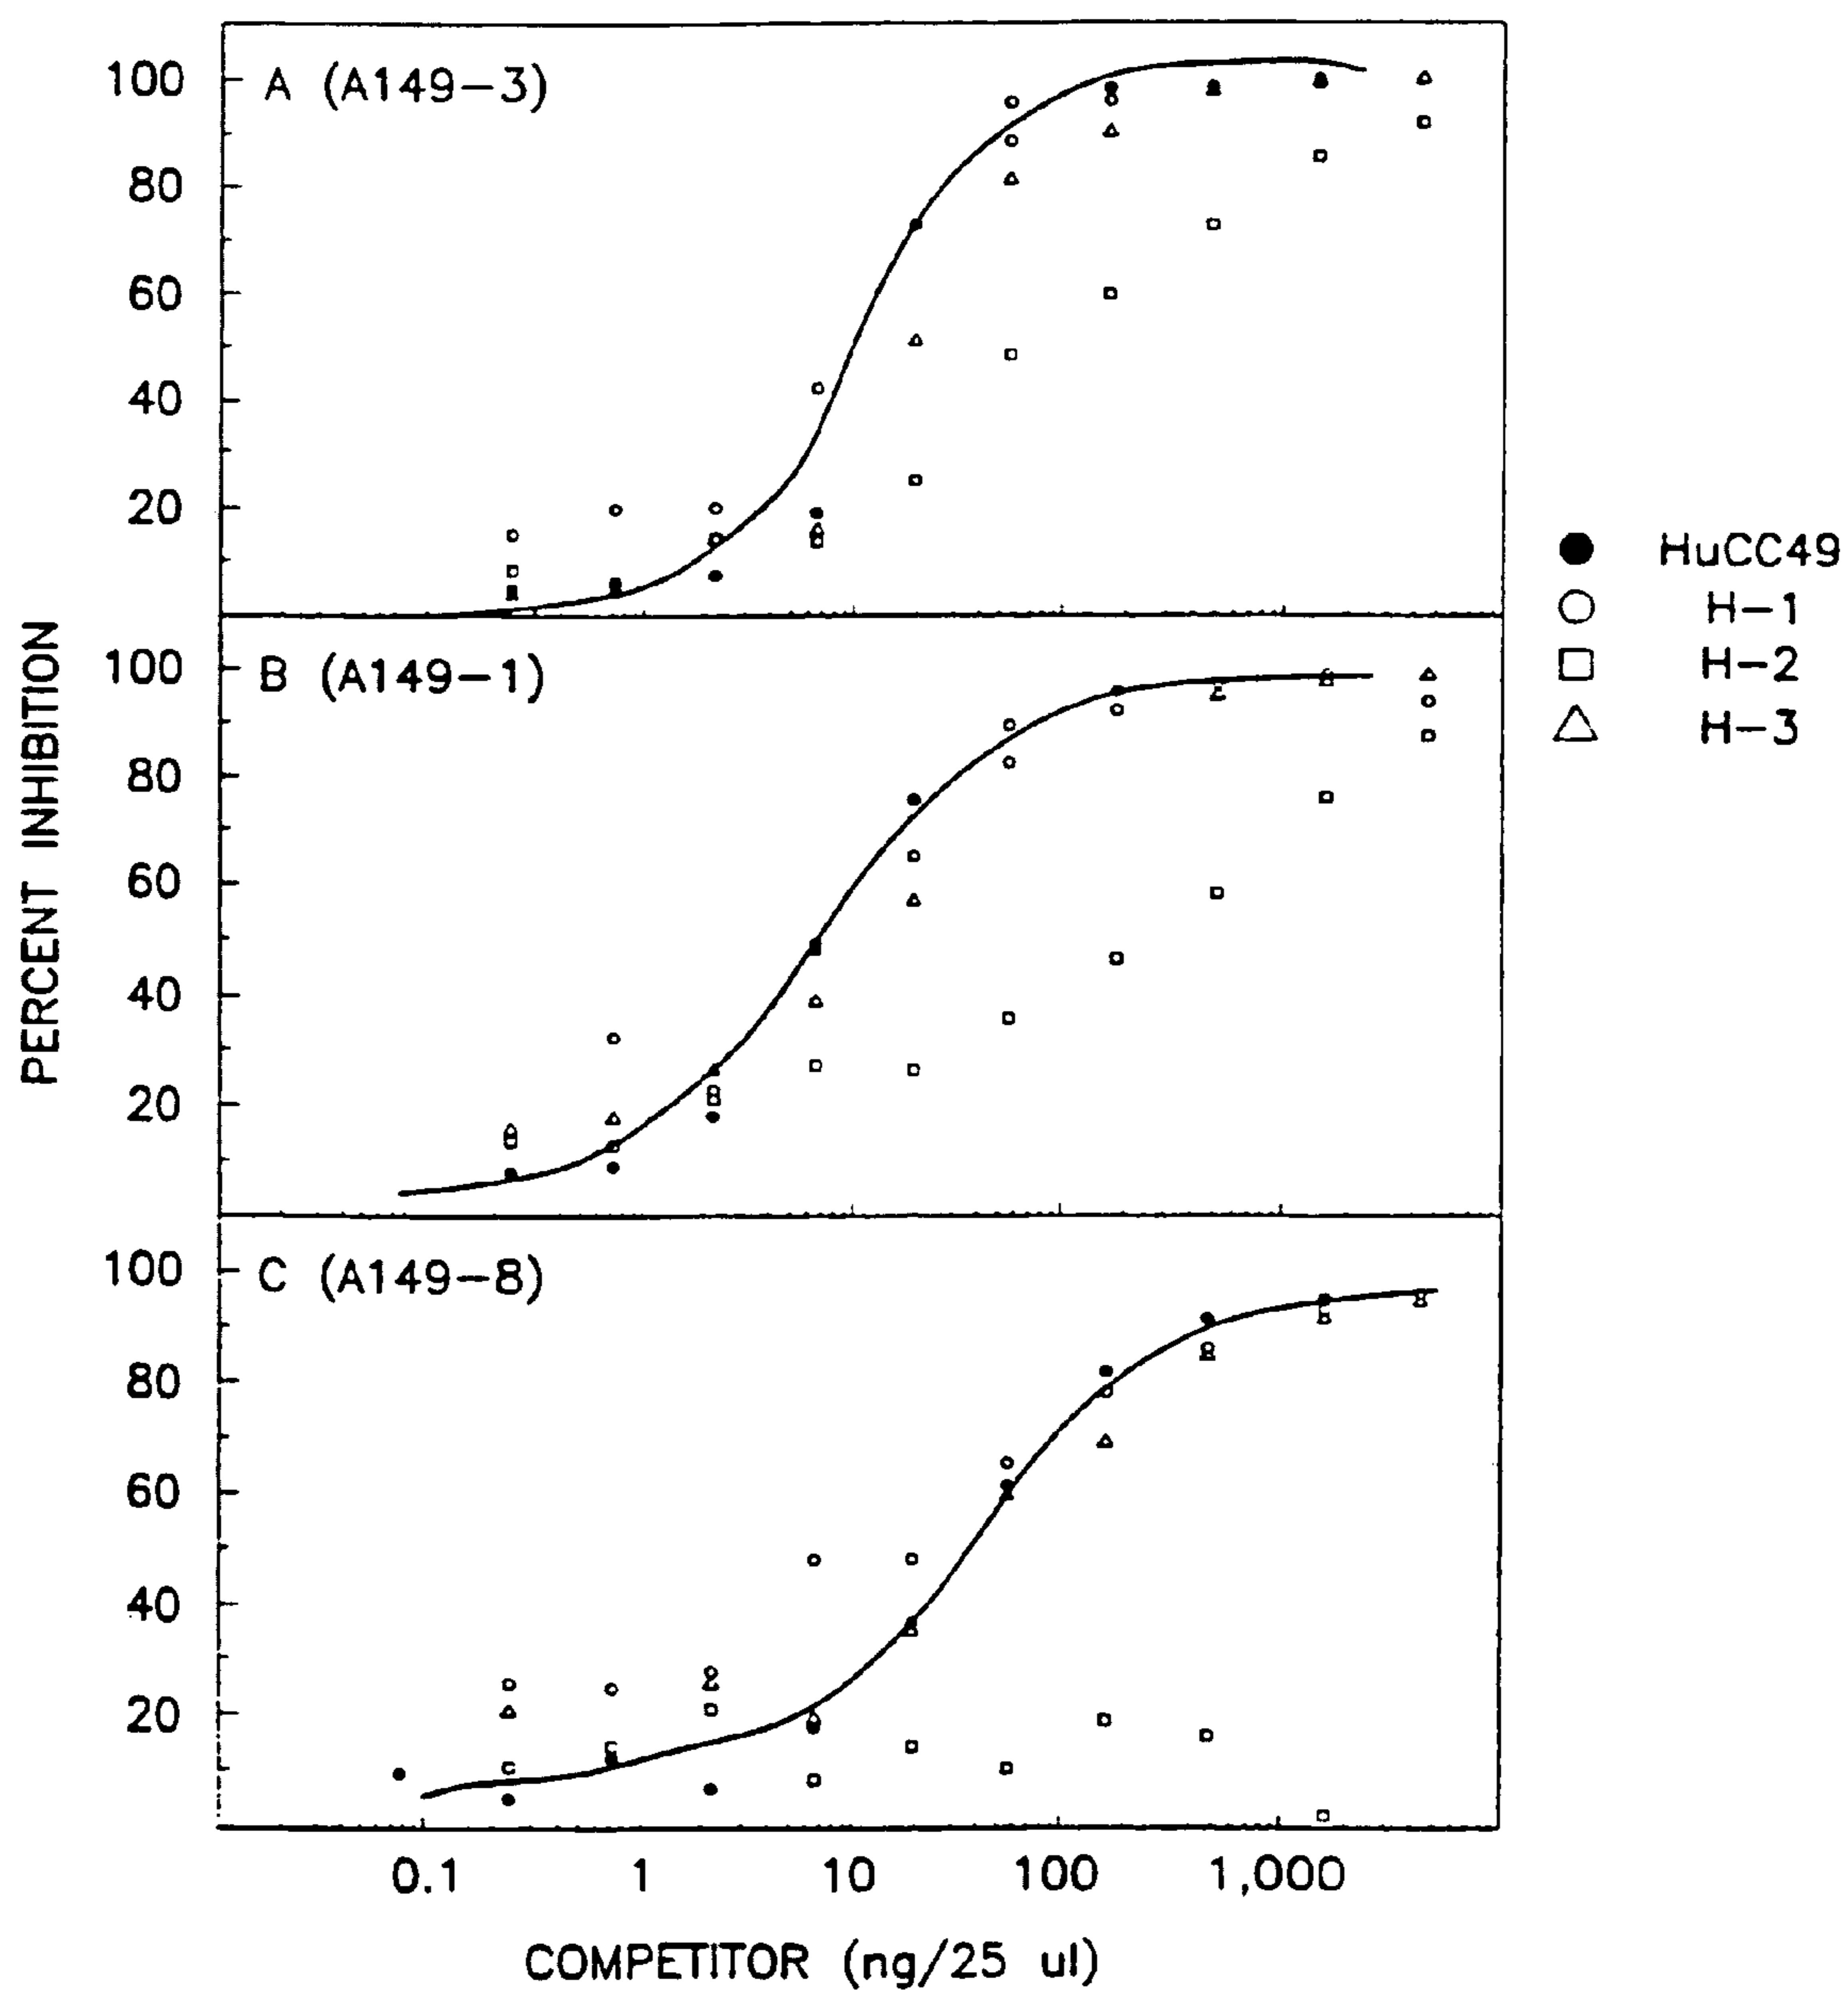 PERCENT INHIBITION
A (A149-3)
100
80
60
40
20
B (A149-1)
100
80
60
40
20
C (A149-8)
100
80
60
40
20
0.1 1 10 100 1,000
COMPETITOR (ng/25 ul)
HuCC49
H-1
H-2
H-3